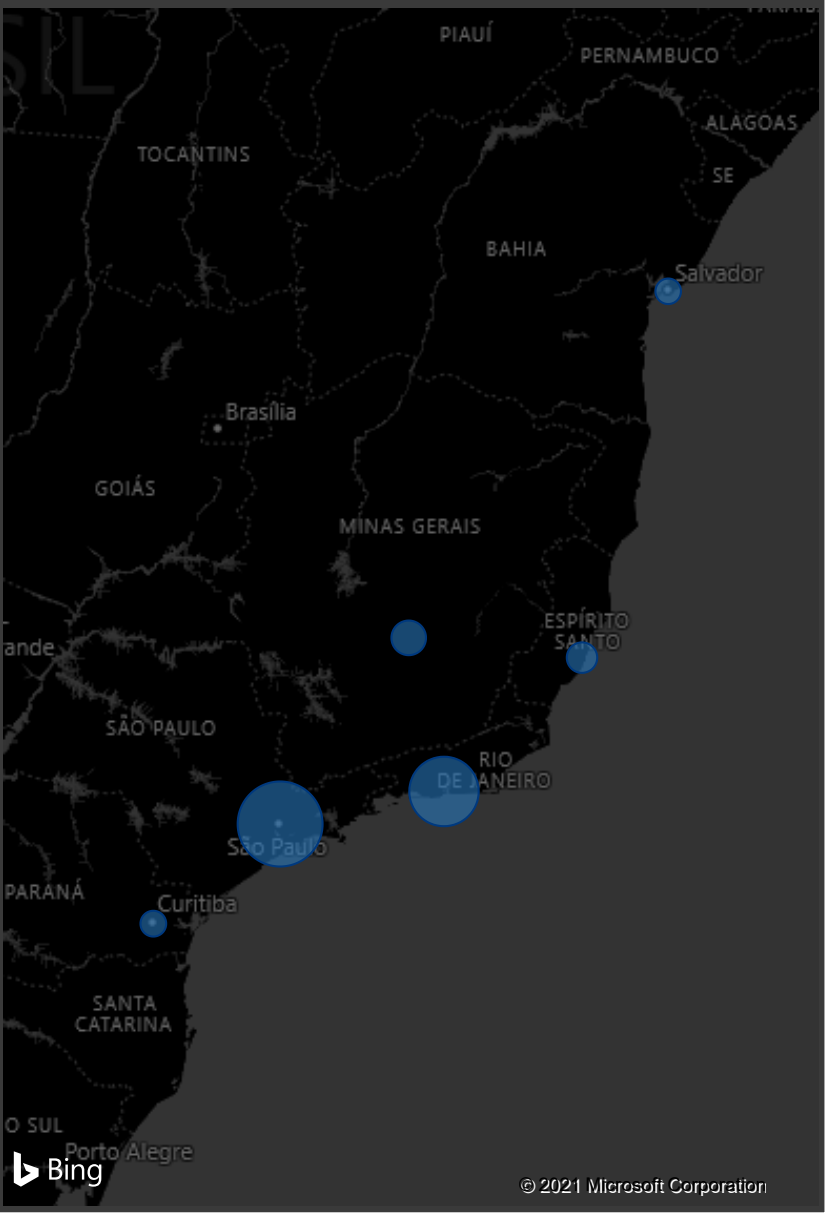 SIL
PIAUÍ
PERNAMBUCO
ALAGOAS
TOCANTINS
SE
BAHIA
Salvador
Brasília
GOIÁS
MINAS GERAIS
ESPÍRITO
SANTO
ande
SÃO PAULO
RIO
DE JANEIRO
São Paulo
PARANÁ
Curitiba
SANTA
CATARINA
O SUL
Porto Alegre
Bing
© 2021 Microsoft Corporation